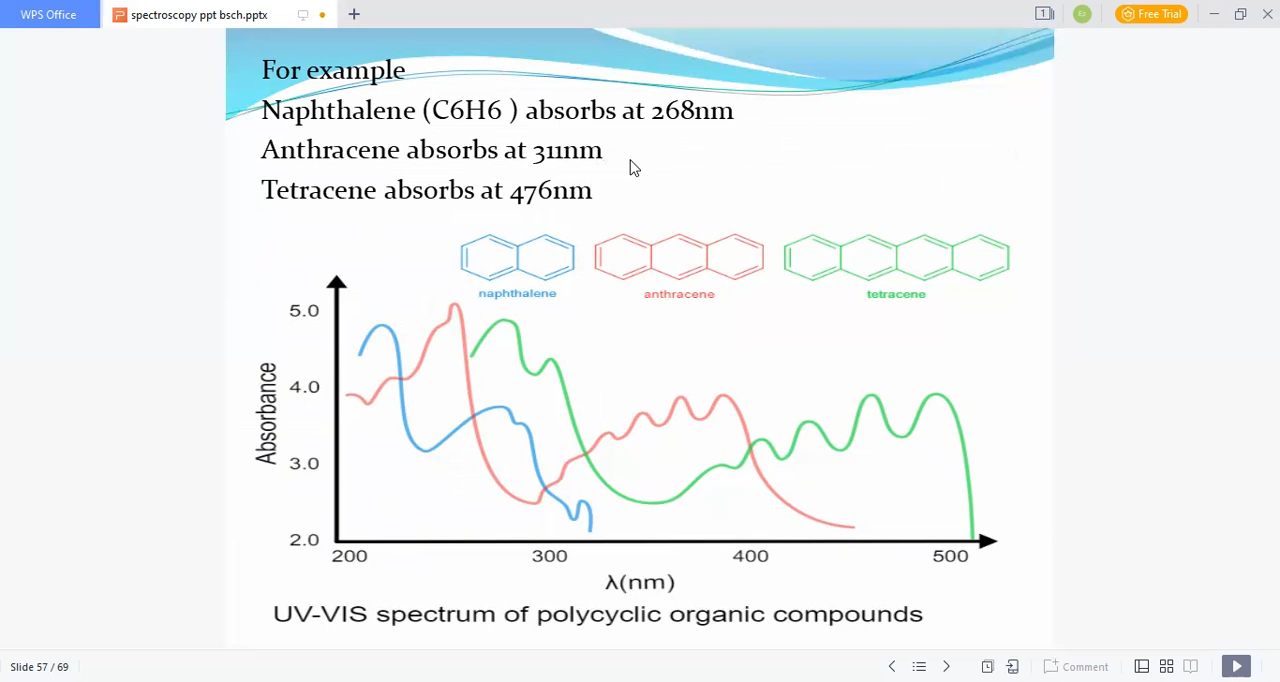 WPS Office
spectroscopy ppt bsch.pptx
1
Free Trial
For example
Naphthalene (C6H6 ) absorbs at 268nm
Anthracene absorbs at 311nm
Tetracene absorbs at 476nm
naphthalene
anthracene
tetracene
Absorbance
5.0
4.0
3.0
2.0
200
300
400
500
λ(nm)
UV-VIS spectrum of polycyclic organic compounds
Slide 57 / 69
Comment